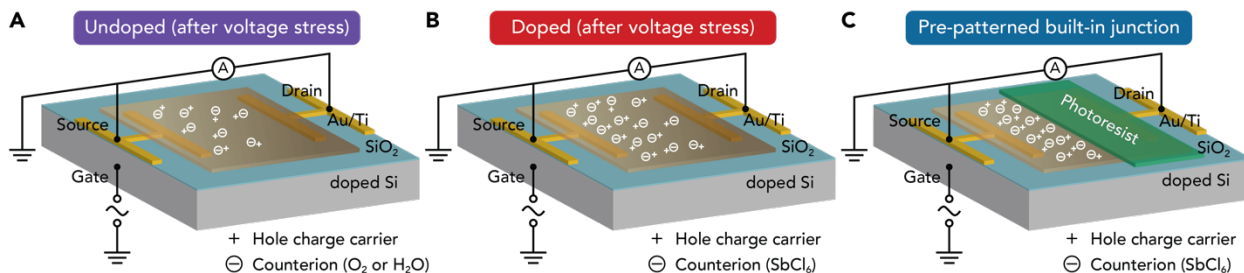 A
Undoped (after voltage stress)
A
Drain
Au/Ti
Source
SiO₂
Gate
doped Si
+ Hole charge carrier
⊖ Counterion (O₂ or H₂O)
B
Doped (after voltage stress)
A
Drain
Au/Ti
Source
SiO₂
Gate
doped Si
+ Hole charge carrier
⊖ Counterion (SbCl₆)
C
Pre-patterned built-in junction
A
Drain
Photoresist
Au/Ti
Source
SiO₂
Gate
doped Si
+ Hole charge carrier
⊖ Counterion (SbCl₆)